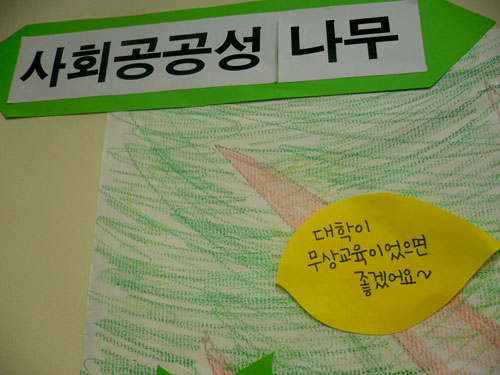 사회공공성 나무
대학이
무상교육이었으면
좋겠어요~